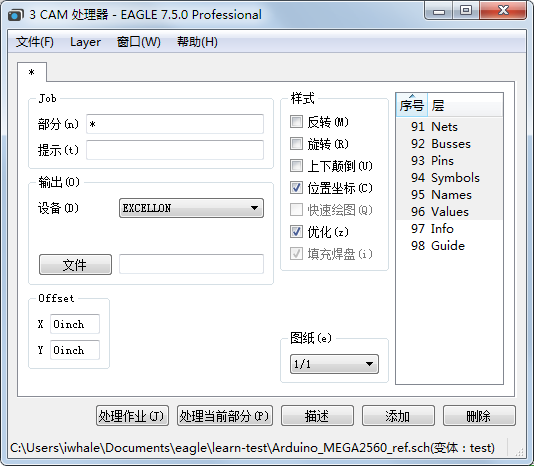 3 CAM 处理器 - EAGLE 7.5.0 Professional
文件(F) Layer 窗口(W) 帮助(H)
*
Job
部分(n) *
提示(t)
输出(O)
设备(D) EXCELLON
文件
Offset
X 0inch
Y 0inch
样式
反转(M)
旋转(R)
上下颠倒(U)
位置坐标(C)
快速绘图(Q)
优化(z)
填充焊盘(i)
图纸(e)
1/1
序号 层
91 Nets
92 Busses
93 Pins
94 Symbols
95 Names
96 Values
97 Info
98 Guide
处理作业(J) 处理当前部分(P) 描述 添加 删除
C:\Users\iwhale\Documents\eagle\learn-test\Arduino_MEGA2560_ref.sch(变体 : test)